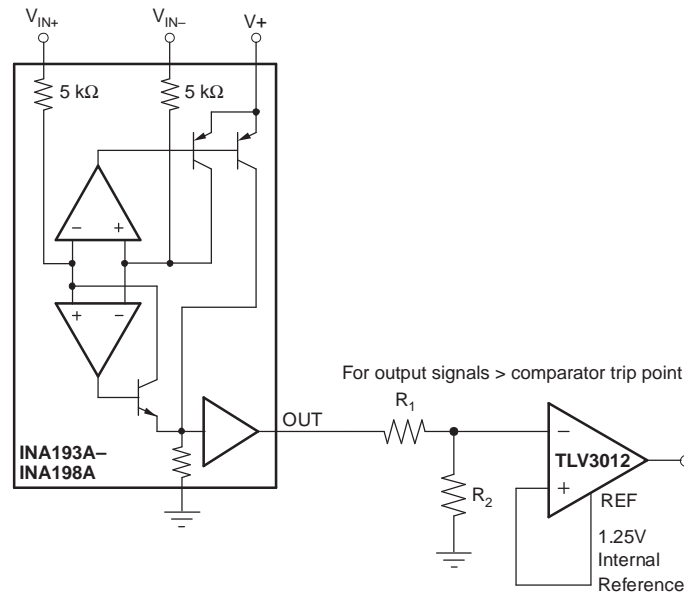 V_IN+
V_IN–
V+
5 kΩ
5 kΩ
− +
+ −
For output signals > comparator trip point
R_1
OUT
−
INA193A–
INA198A
TLV3012
R_2
+
REF
1.25V
Internal
Reference